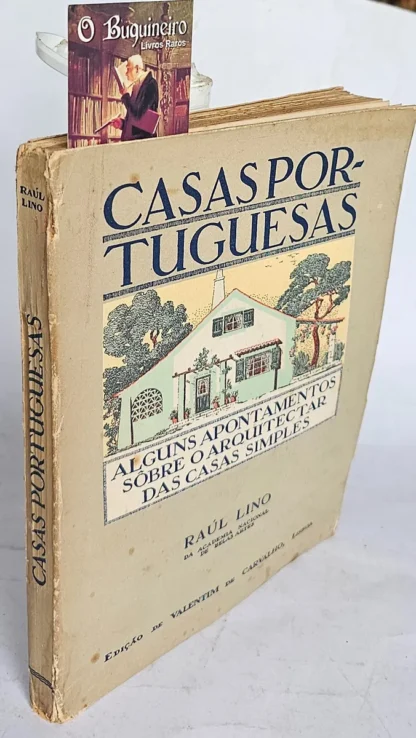 O Buquineiro
Livros Raros
RAÚL
LINO
CASAS PORTUGUESAS
CASAS POR-
TUGUESAS
ALGUNS APONTAMENTOS
SÔBRE O ARQUITECTAR
DAS CASAS SIMPLES
RAÚL LINO
DA ACADEMIA NACIONAL
DE BELAS ARTES
EDIÇÃO DE VALENTIM DE CARVALHO, Lisboa